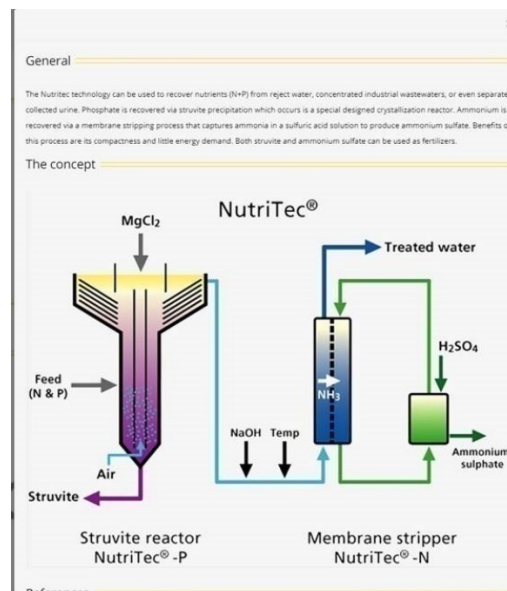 General
The Nutritec technology can be used to recover nutrients (N+P) from reject water, concentrated industrial wastewaters, or even separate
collected urine. Phosphate is recovered via struvite precipitation which occurs is a special designed crystallization reactor. Ammonium is
recovered via a membrane stripping process that captures ammonia in a sulfuric acid solution to produce ammonium sulfate. Benefits o
this process are its compactness and little energy demand. Both struvite and ammonium sulfate can be used as fertilizers.
The concept
NutriTec®
MgCl2
Treated water
H2SO4
Feed
(N & P)
NH3
NaOH Temp
Air
Ammonium
sulphate
Struvite
Struvite reactor
NutriTec® -P
Membrane stripper
NutriTec® -N